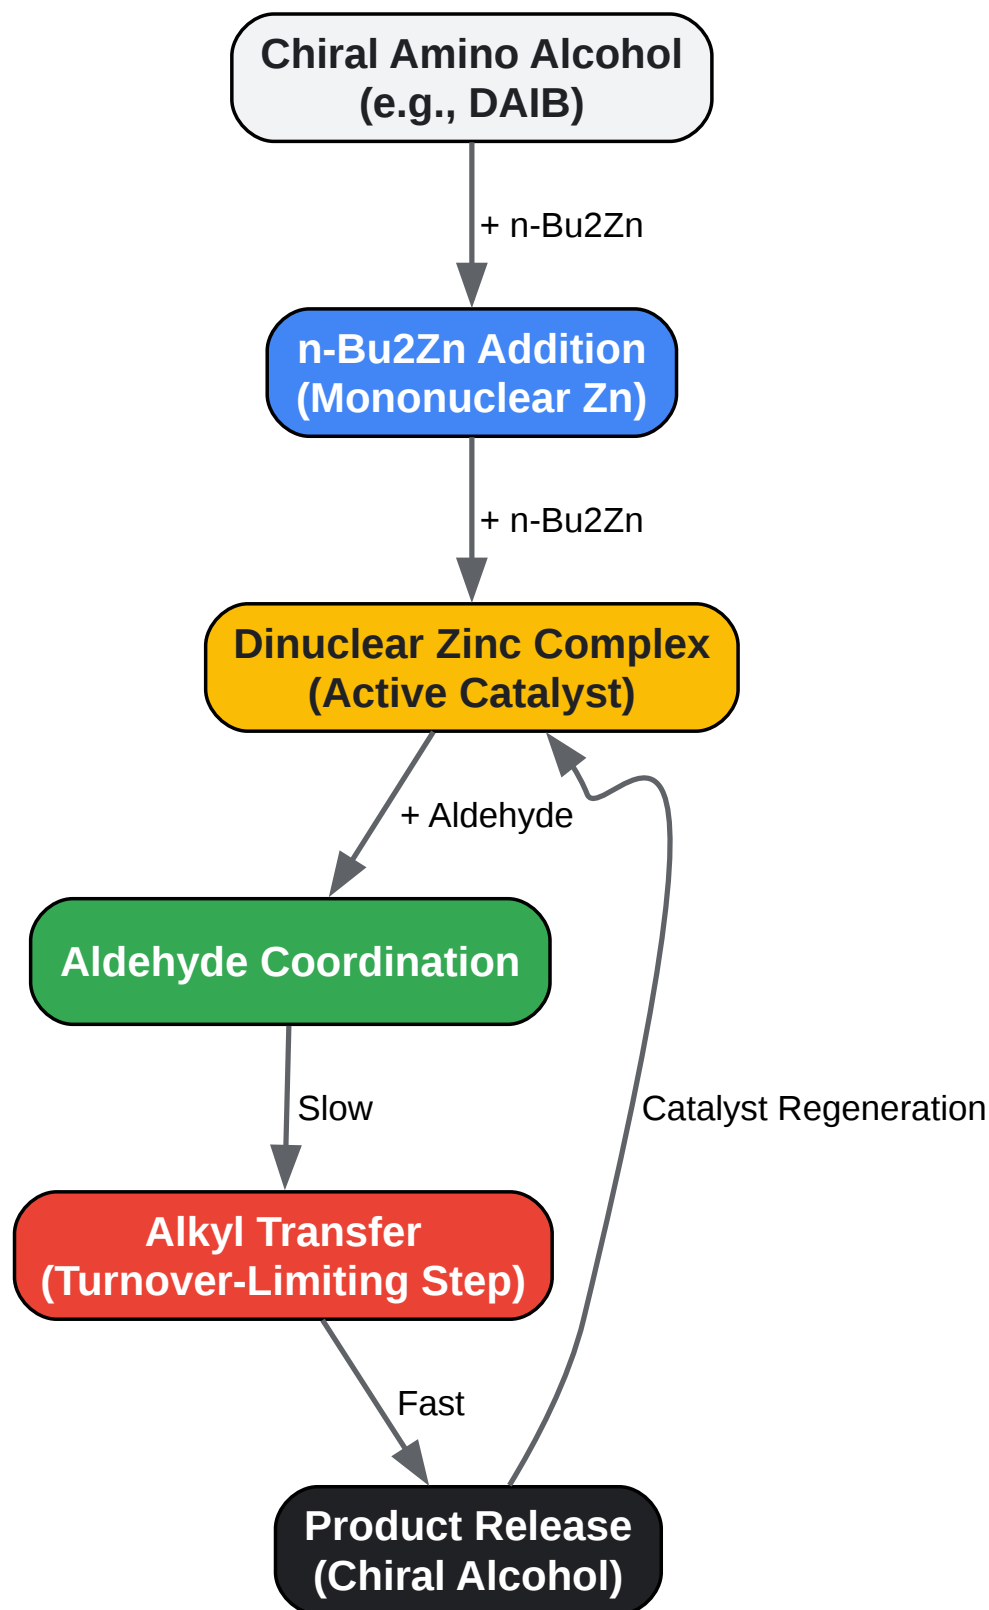 Chiral Amino Alcohol
(e.g., DAIB)
+ n-Bu2Zn
n-Bu2Zn Addition
(Mononuclear Zn)
+ n-Bu2Zn
Dinuclear Zinc Complex
(Active Catalyst)
+ Aldehyde
Aldehyde Coordination
Slow
Catalyst Regeneration
Alkyl Transfer
(Turnover-Limiting Step)
Fast
Product Release
(Chiral Alcohol)